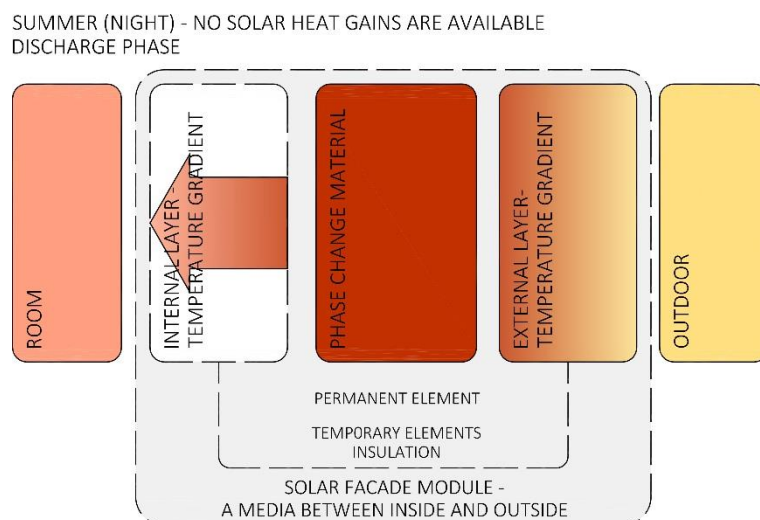 SUMMER (NIGHT) - NO SOLAR HEAT GAINS ARE AVAILABLE
DISCHARGE PHASE
ROOM
INTERNAL LAYER -
TEMPERATURE GRADIENT
PHASE CHANGE MATERIAL
EXTERNAL LAYER-
TEMPERATURE GRADIENT
OUTDOOR
PERMANENT ELEMENT
TEMPORARY ELEMENTS
INSULATION
SOLAR FACADE MODULE -
A MEDIA BETWEEN INSIDE AND OUTSIDE